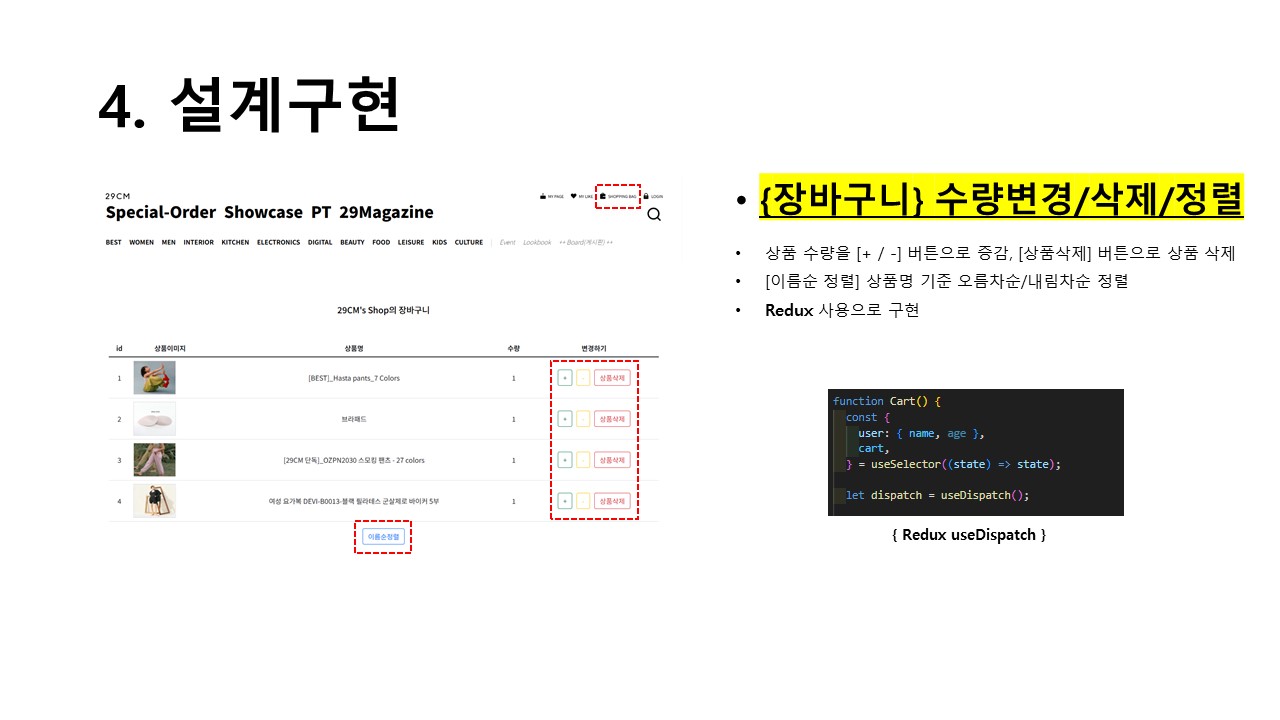 4. 설계구현
29CM
MY PAGE MY LIKE SHOPPING BAG LOGIN
Special-Order Showcase PT 29Magazine
BEST WOMEN MEN INTERIOR KITCHEN ELECTRONICS DIGITAL BEAUTY FOOD LEISURE KIDS CULTURE Event Lookbook ++ Board(게시판) ++
29CM's Shop의 장바구니
id 상품이미지 상품명 수량 변경하기
1 [BEST]_Hasta pants_7 Colors 1 + - 상품삭제
2 브라패드 1 + - 상품삭제
3 [29CM 단독]_OZPN2030 스모킹 팬츠 - 27 colors 1 + - 상품삭제
4 여성 요가복 DEVI-B0013-블랙 필라테스 군살제로 바이커 5부 1 + - 상품삭제
이름순정렬
• {장바구니} 수량변경/삭제/정렬
• 상품 수량을 [+ / -] 버튼으로 증감, [상품삭제] 버튼으로 상품 삭제
• [이름순 정렬] 상품명 기준 오름차순/내림차순 정렬
• Redux 사용으로 구현
function Cart() {
const {
user: { name, age },
cart,
} = useSelector((state) => state);
let dispatch = useDispatch();
{ Redux useDispatch }